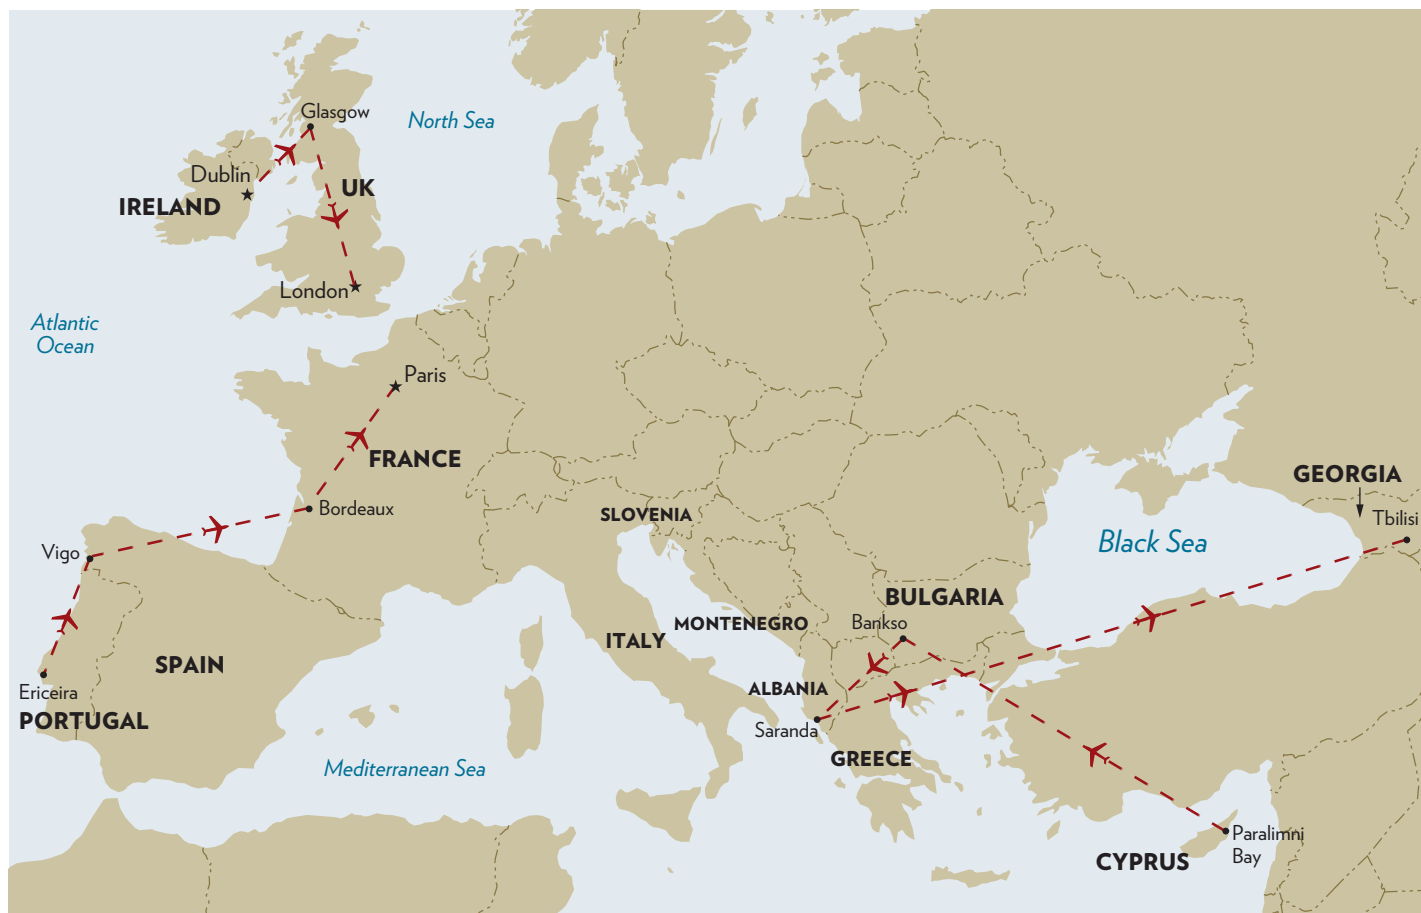 Glasgow
North Sea
Dublin
UK
IRELAND
London
Atlantic
Ocean
Paris
FRANCE
GEORGIA
Bordeaux
SLOVENIA
Tbilisi
Black Sea
Vigo
BULGARIA
Bankso
MONTENEGRO
ITALY
SPAIN
Ericeira
ALBANIA
PORTUGAL
Saranda
GREECE
Mediterranean Sea
Paralimni
Bay
CYPRUS